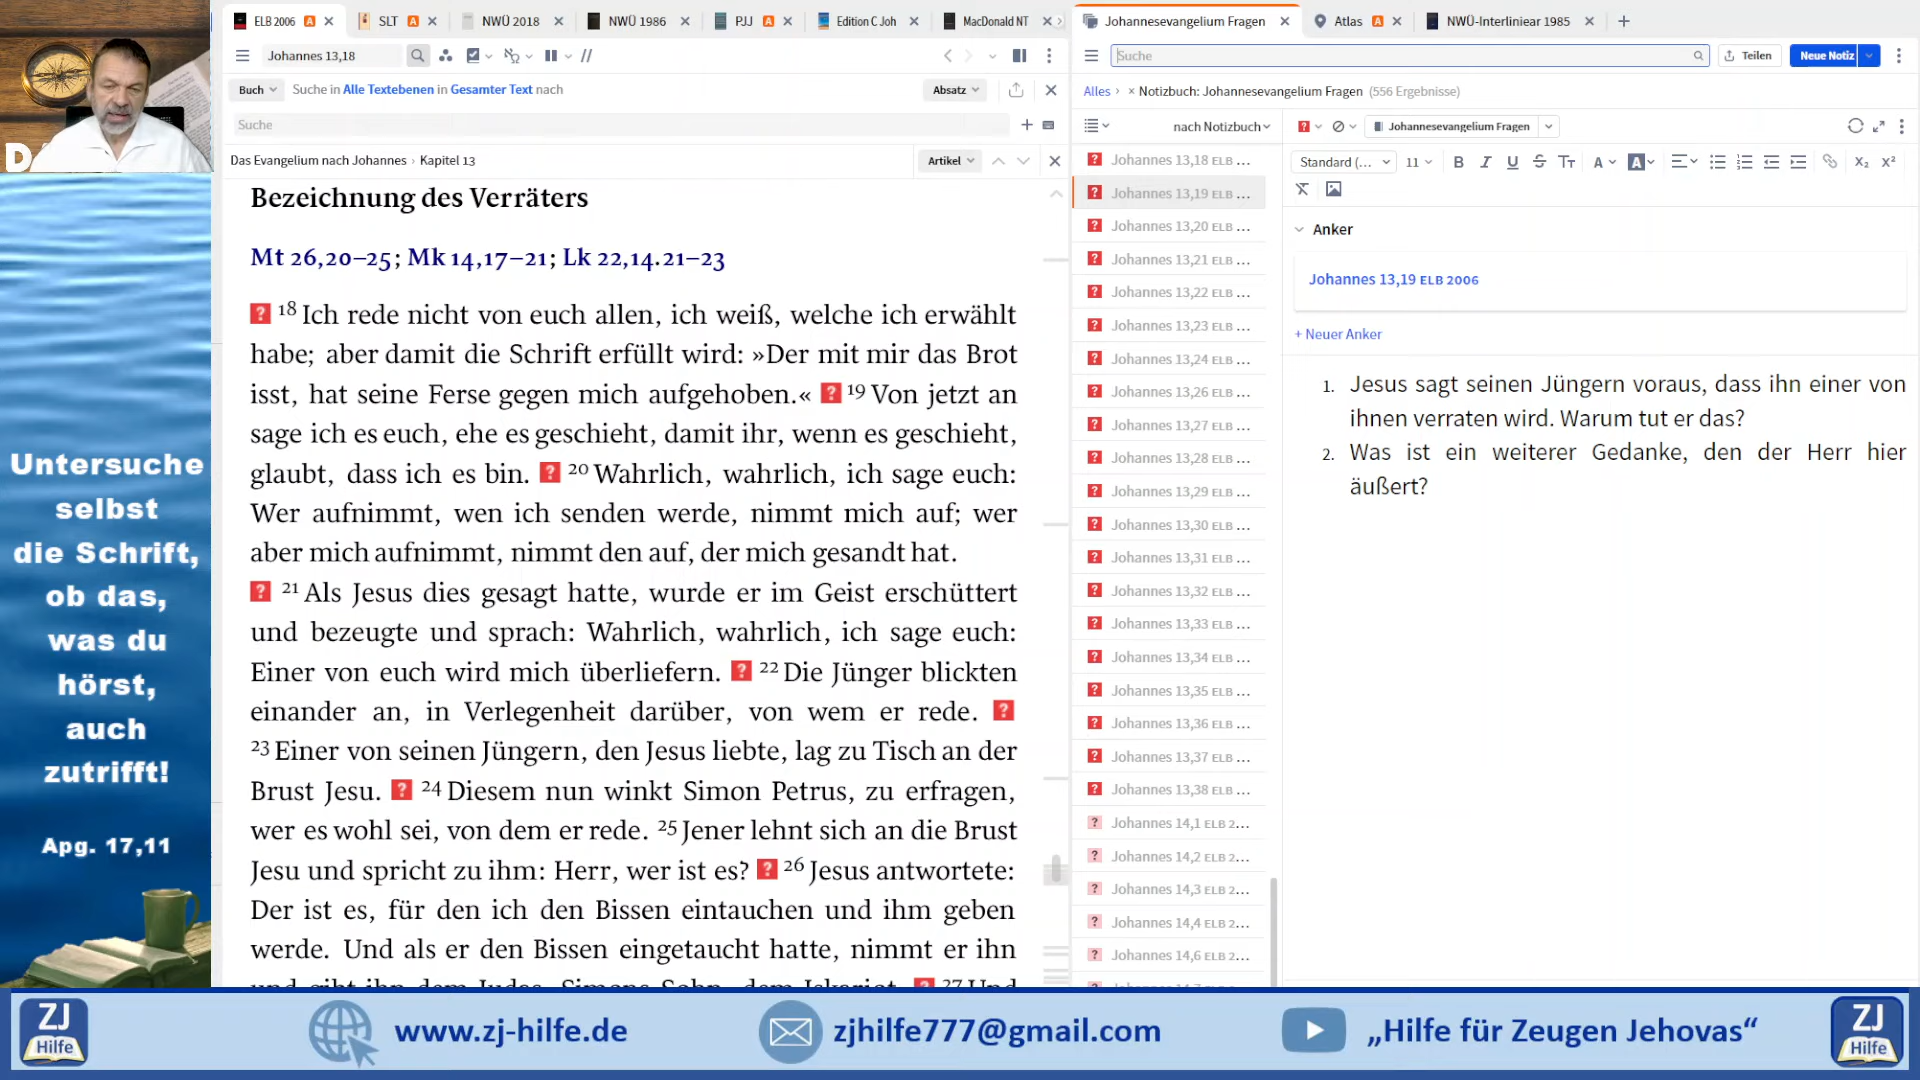 ELB 2006 A
SLT A
NWÜ 2018
NWÜ 1986
PJJ A
Edition C Joh
MacDonald NT
Johannesevangelium Fragen
Atlas A
NWÜ-Interliniear 1985
Johannes 13,18
Suche
Teilen
Neue Notiz
Buch
Suche in Alle Textebenen in Gesamter Text nach
Absatz
Alles › × Notizbuch: Johannesevangelium Fragen (556 Ergebnisse)
Suche
nach Notizbuch
Johannesevangelium Fragen
Das Evangelium nach Johannes › Kapitel 13
Artikel
Standard (...
11
Bezeichnung des Verräters
Mt 26,20–25; Mk 14,17–21; Lk 22,14.21–23
? 18 Ich rede nicht von euch allen, ich weiß, welche ich erwählt
habe; aber damit die Schrift erfüllt wird: »Der mit mir das Brot
isst, hat seine Ferse gegen mich aufgehoben.« ? 19 Von jetzt an
sage ich es euch, ehe es geschieht, damit ihr, wenn es geschieht,
glaubt, dass ich es bin. ? 20 Wahrlich, wahrlich, ich sage euch:
Wer aufnimmt, wen ich senden werde, nimmt mich auf; wer
aber mich aufnimmt, nimmt den auf, der mich gesandt hat.
? 21 Als Jesus dies gesagt hatte, wurde er im Geist erschüttert
und bezeugte und sprach: Wahrlich, wahrlich, ich sage euch:
Einer von euch wird mich überliefern. ? 22 Die Jünger blickten
einander an, in Verlegenheit darüber, von wem er rede. ?
23 Einer von seinen Jüngern, den Jesus liebte, lag zu Tisch an der
Brust Jesu. ? 24 Diesem nun winkt Simon Petrus, zu erfragen,
wer es wohl sei, von dem er rede. 25 Jener lehnt sich an die Brust
Jesu und spricht zu ihm: Herr, wer ist es? ? 26 Jesus antwortete:
Der ist es, für den ich den Bissen eintauchen und ihm geben
werde. Und als er den Bissen eingetaucht hatte, nimmt er ihn
und gibt ihn dem Judas, Simons Sohn, dem Iskariot. ? 27 Und
Johannes 13,18 ELB ...
Johannes 13,19 ELB ...
Johannes 13,20 ELB ...
Johannes 13,21 ELB ...
Johannes 13,22 ELB ...
Johannes 13,23 ELB ...
Johannes 13,24 ELB ...
Johannes 13,26 ELB ...
Johannes 13,27 ELB ...
Johannes 13,28 ELB ...
Johannes 13,29 ELB ...
Johannes 13,30 ELB ...
Johannes 13,31 ELB ...
Johannes 13,32 ELB ...
Johannes 13,33 ELB ...
Johannes 13,34 ELB ...
Johannes 13,35 ELB ...
Johannes 13,36 ELB ...
Johannes 13,37 ELB ...
Johannes 13,38 ELB ...
Johannes 14,1 ELB 2...
Johannes 14,2 ELB 2...
Johannes 14,3 ELB 2...
Johannes 14,4 ELB 2...
Johannes 14,6 ELB 2...
Anker
Johannes 13,19 ELB 2006
+ Neuer Anker
1. Jesus sagt seinen Jüngern voraus, dass ihn einer von
ihnen verraten wird. Warum tut er das?
2. Was ist ein weiterer Gedanke, den der Herr hier
äußert?
Untersuche
selbst
die Schrift,
ob das,
was du
hörst,
auch
zutrifft!
Apg. 17,11
ZJ
Hilfe
www.zj-hilfe.de
zjhilfe777@gmail.com
„Hilfe für Zeugen Jehovas“
ZJ
Hilfe